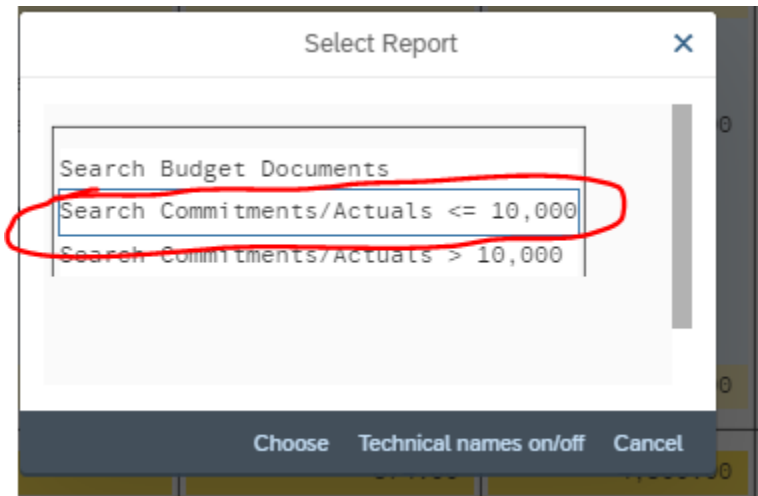 Select Report
Search Budget Documents
Search Commitments/Actuals <= 10,000
Search Commitments/Actuals > 10,000
Choose Technical names on/off Cancel